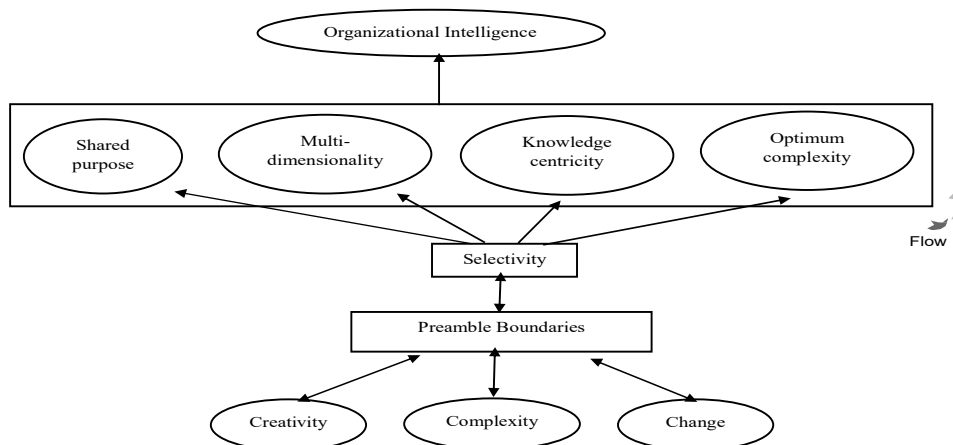 Organizational Intelligence
Shared
purpose
Multi-
dimensionality
Knowledge
centricity
Optimum
complexity
Flow
Selectivity
Preamble Boundaries
Creativity
Complexity
Change